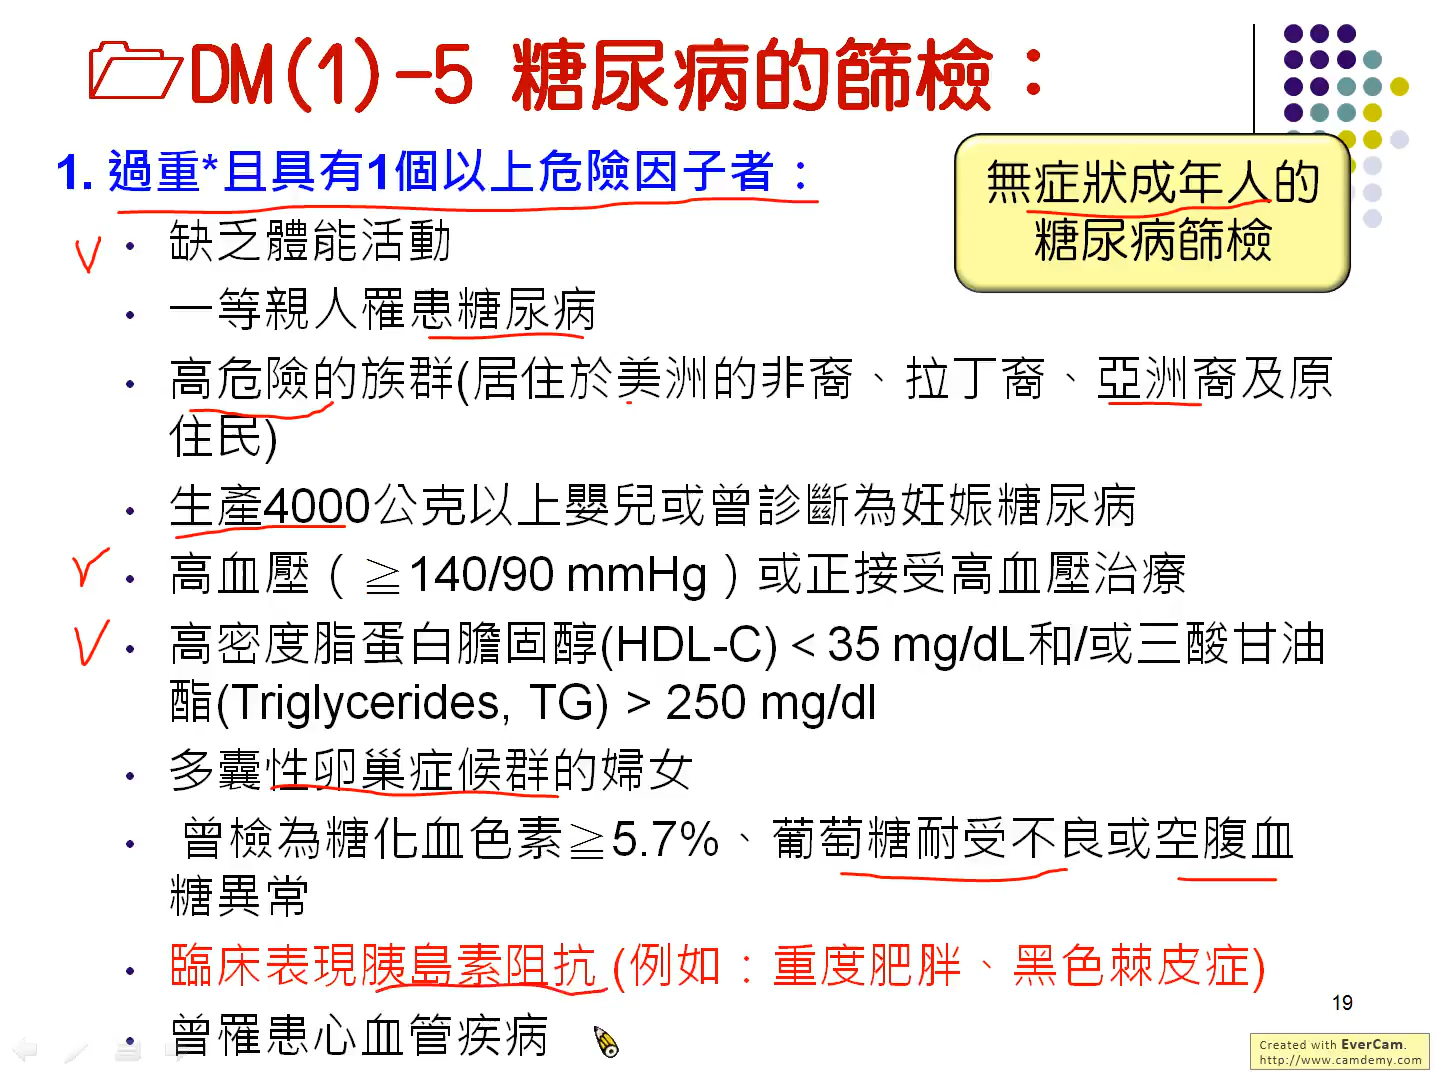 DM(1)-5 糖尿病的篩檢：
無症狀成年人的
糖尿病篩檢
1. 過重*且具有1個以上危險因子者：
• 缺乏體能活動
• 一等親人罹患糖尿病
• 高危險的族群(居住於美洲的非裔、拉丁裔、亞洲裔及原
住民)
• 生產4000公克以上嬰兒或曾診斷為妊娠糖尿病
• 高血壓（≧140/90 mmHg）或正接受高血壓治療
• 高密度脂蛋白膽固醇(HDL-C)＜35 mg/dL和/或三酸甘油
酯(Triglycerides, TG) > 250 mg/dl
• 多囊性卵巢症候群的婦女
• 曾檢為糖化血色素≧5.7%、葡萄糖耐受不良或空腹血
糖異常
• 臨床表現胰島素阻抗 (例如：重度肥胖、黑色棘皮症)
• 曾罹患心血管疾病
19
Created with EverCam.
http://www.camdemy.com